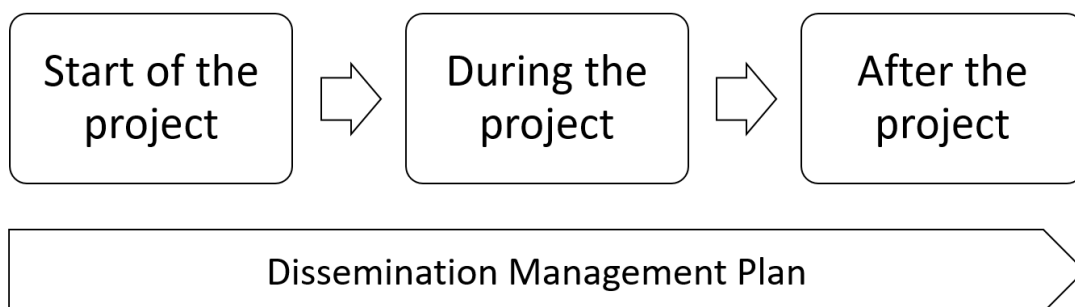 Start of the
project
During the
project
After the
project
Dissemination Management Plan